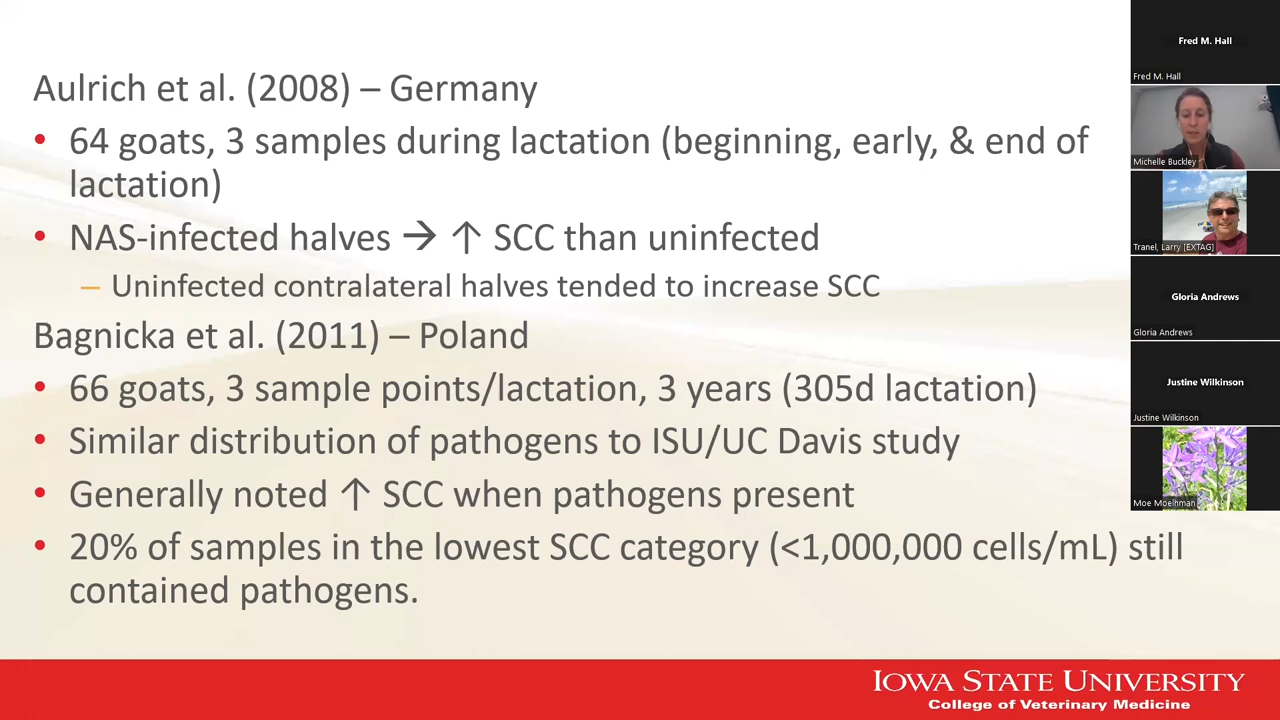 Aulrich et al. (2008) – Germany
• 64 goats, 3 samples during lactation (beginning, early, & end of
lactation)
• NAS-infected halves → ↑ SCC than uninfected
– Uninfected contralateral halves tended to increase SCC
Bagnicka et al. (2011) – Poland
• 66 goats, 3 sample points/lactation, 3 years (305d lactation)
• Similar distribution of pathogens to ISU/UC Davis study
• Generally noted ↑ SCC when pathogens present
• 20% of samples in the lowest SCC category (<1,000,000 cells/mL) still
contained pathogens.
IOWA STATE UNIVERSITY
College of Veterinary Medicine
Fred M. Hall
Fred M. Hall
Michelle Buckley
Tranel, Larry [EXTAG]
Gloria Andrews
Gloria Andrews
Justine Wilkinson
Justine Wilkinson
Moe Moelhman